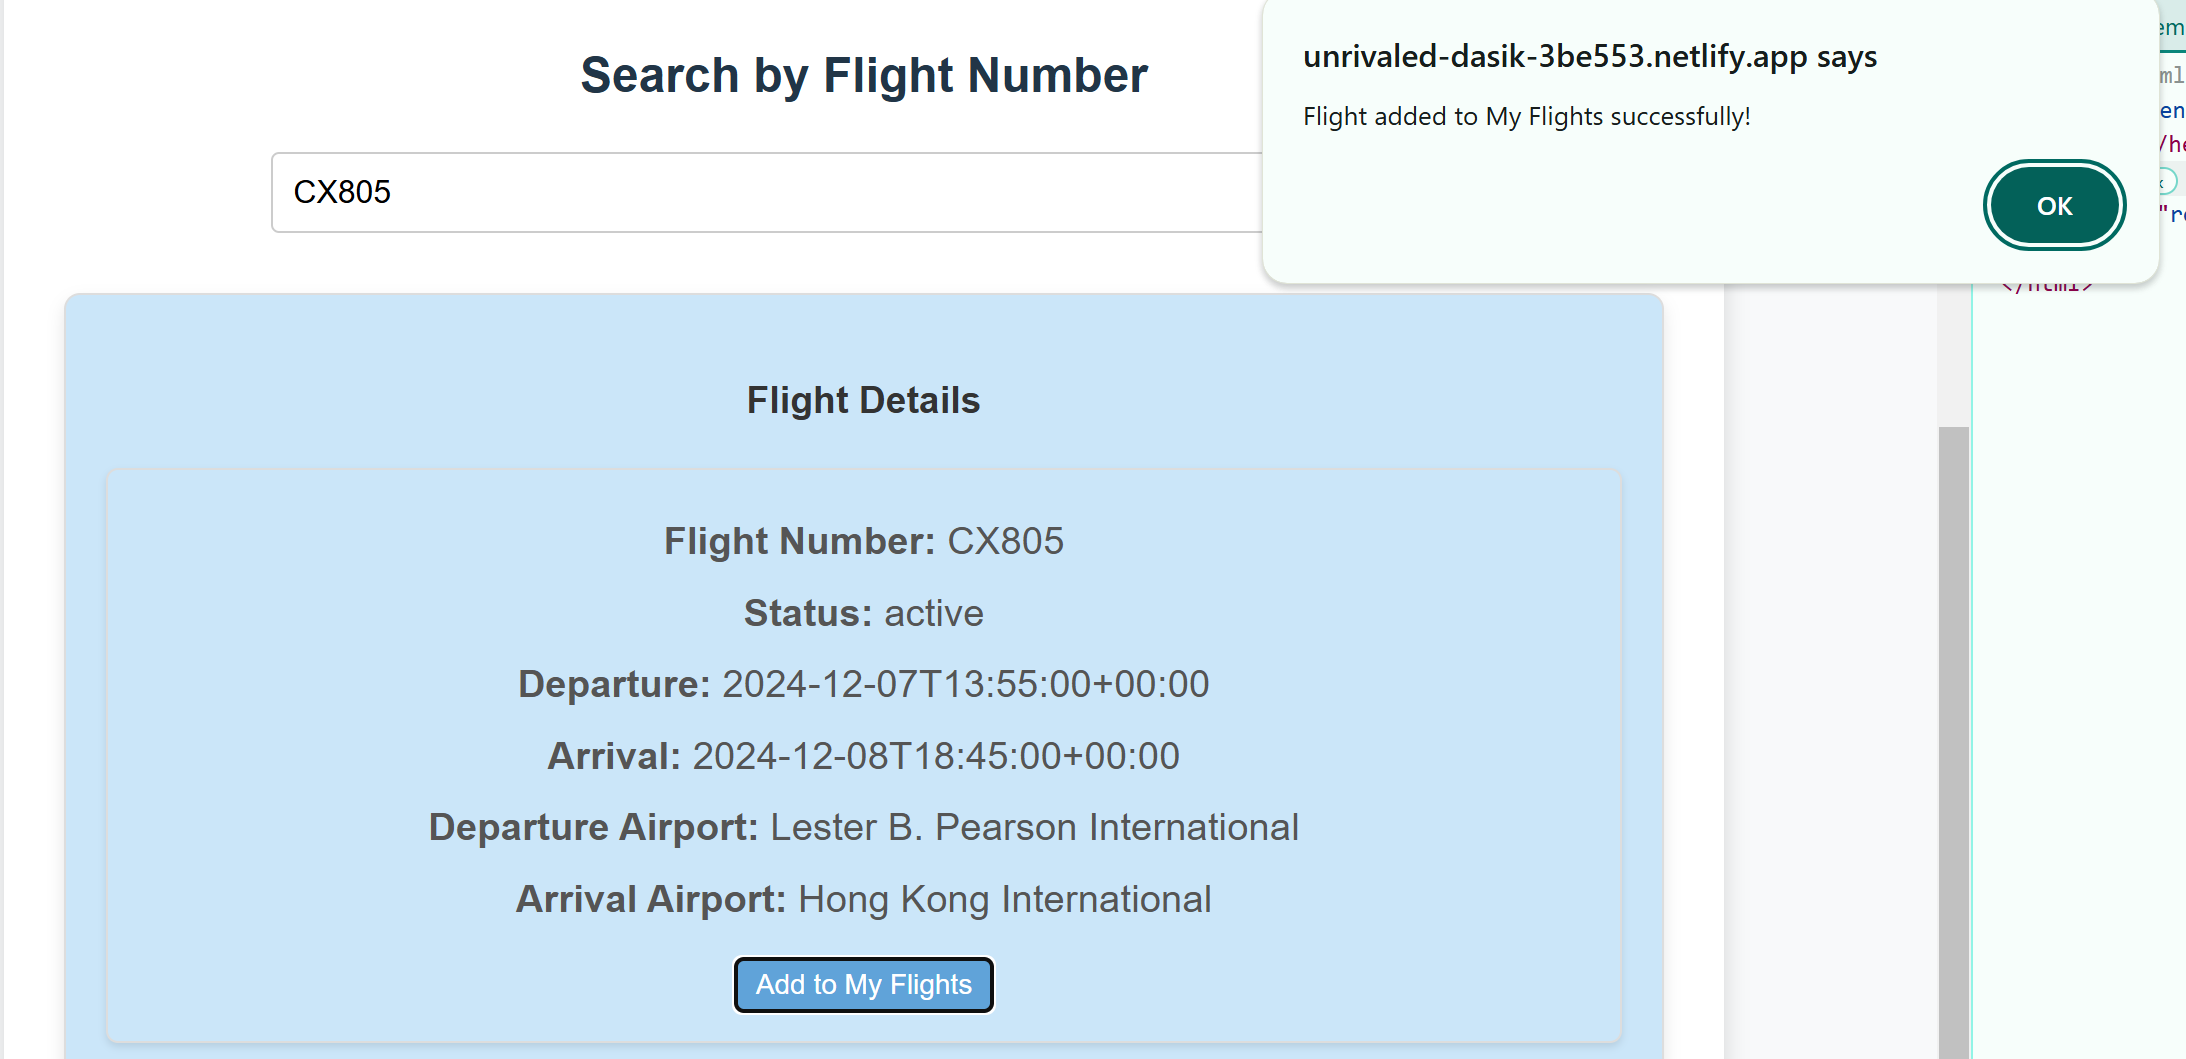 Search by Flight Number
CX805
unrivaled-dasik-3be553.netlify.app says
Flight added to My Flights successfully!
OK
Flight Details
Flight Number: CX805
Status: active
Departure: 2024-12-07T13:55:00+00:00
Arrival: 2024-12-08T18:45:00+00:00
Departure Airport: Lester B. Pearson International
Arrival Airport: Hong Kong International
Add to My Flights
</html>